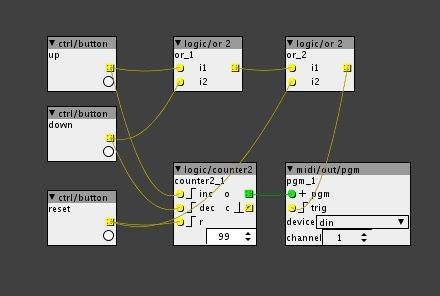 ctrl/button
up
logic/or 2
or_1
i1
i2
logic/or 2
or_2
i1
i2
ctrl/button
down
logic/counter2
counter2_1
inc o
dec c
r
99
midi/out/pgm
pgm_1
+ pgm
trig
device din
channel 1
ctrl/button
reset